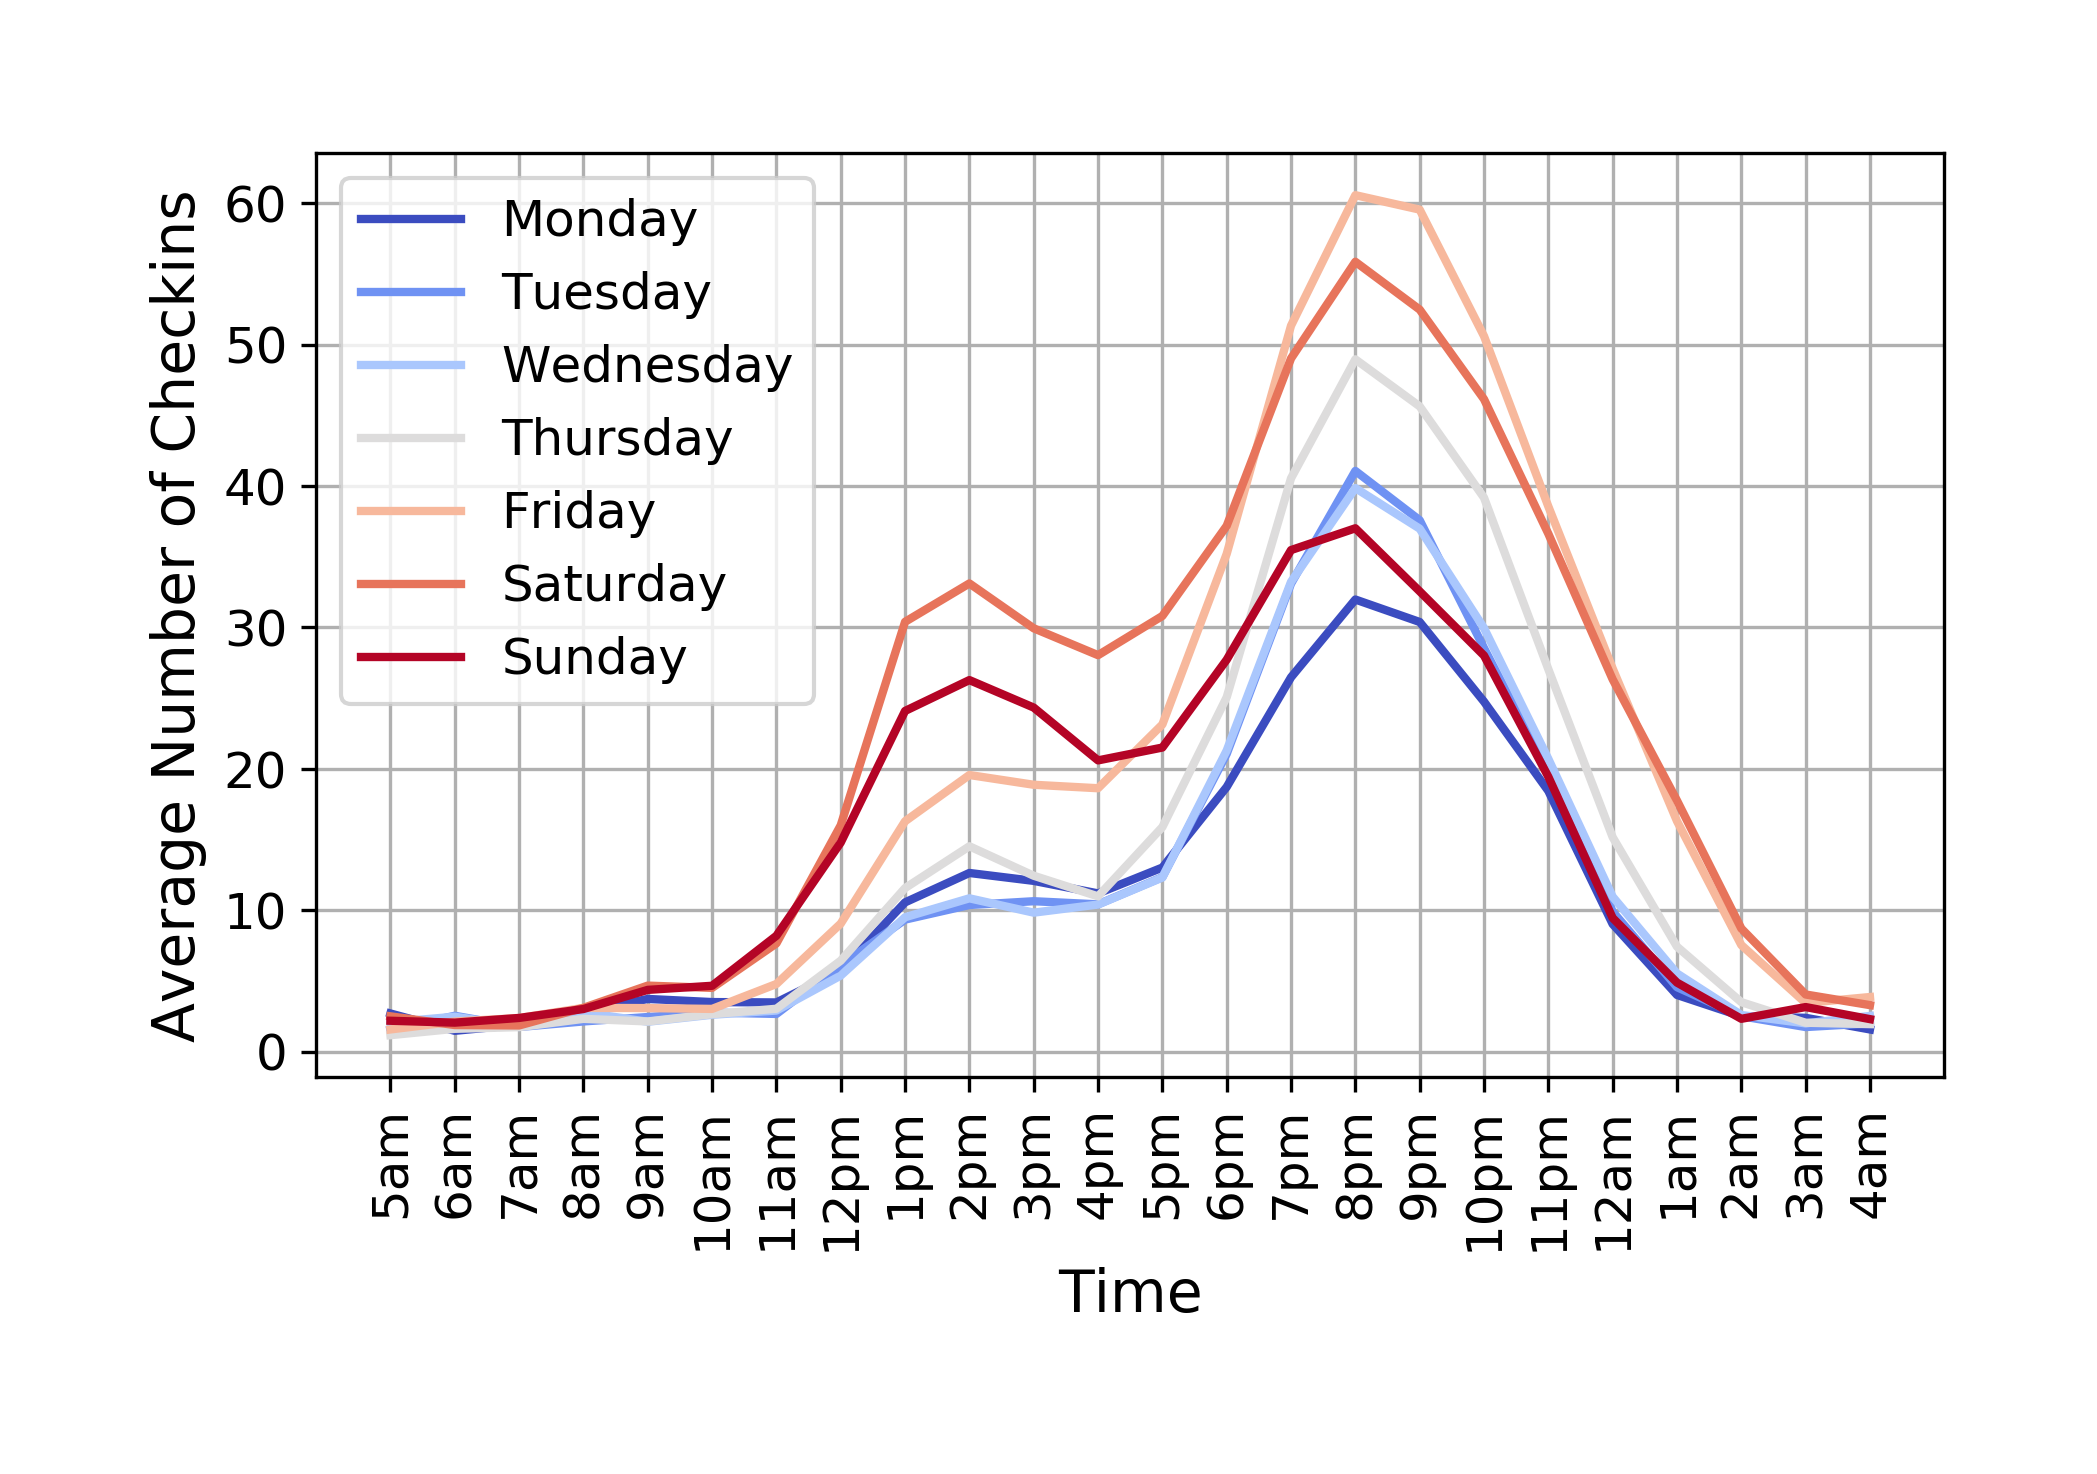 Average Number of Checkins
60
50
40
30
20
10
0
Monday
Tuesday
Wednesday
Thursday
Friday
Saturday
Sunday
5am
6am
7am
8am
9am
10am
11am
12pm
1pm
2pm
3pm
4pm
5pm
6pm
7pm
8pm
9pm
10pm
11pm
12am
1am
2am
3am
4am
Time